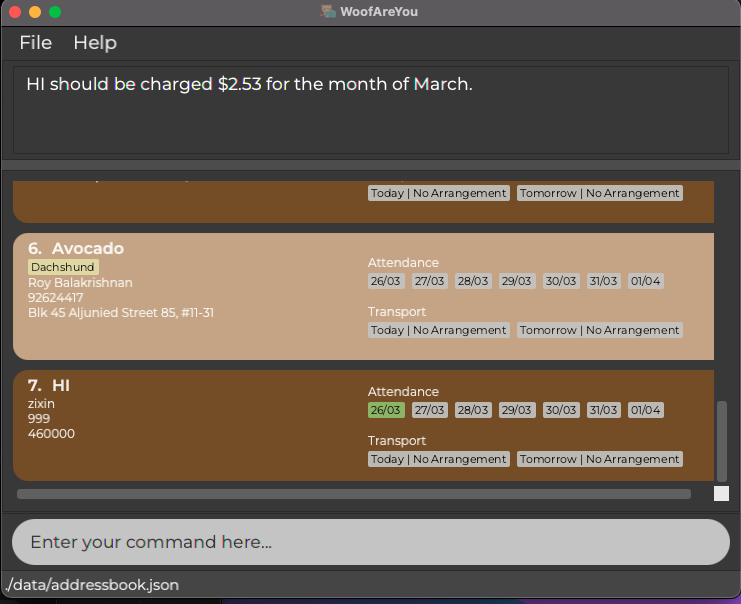 WoofAreYou
File Help
HI should be charged $2.53 for the month of March.
Today | No Arrangement Tomorrow | No Arrangement
6. Avocado
Dachshund
Roy Balakrishnan
92624417
Blk 45 Aljunied Street 85, #11-31
Attendance
26/03 27/03 28/03 29/03 30/03 31/03 01/04
Transport
Today | No Arrangement Tomorrow | No Arrangement
7. HI
zixin
999
460000
Attendance
26/03 27/03 28/03 29/03 30/03 31/03 01/04
Transport
Today | No Arrangement Tomorrow | No Arrangement
Enter your command here...
./data/addressbook.json